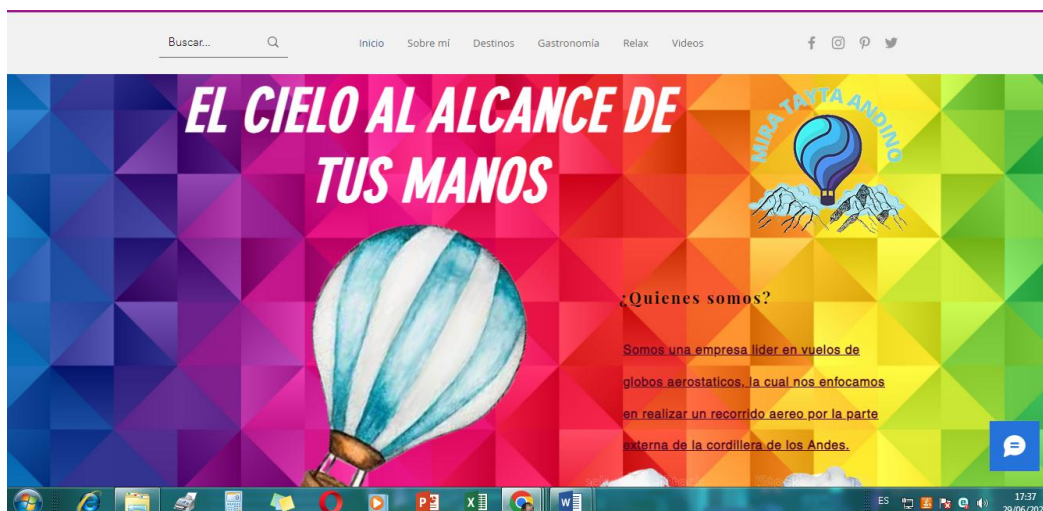 Buscar...
Inicio Sobre mí Destinos Gastronomía Relax Videos
EL CIELO AL ALCANCE DE
TUS MANOS
MIRA TAYTA ANDINO
¿Quienes somos?
Somos una empresa lider en vuelos de
globos aerostaticos, la cual nos enfocamos
en realizar un recorrido aereo por la parte
externa de la cordillera de los Andes.
ES
17:37